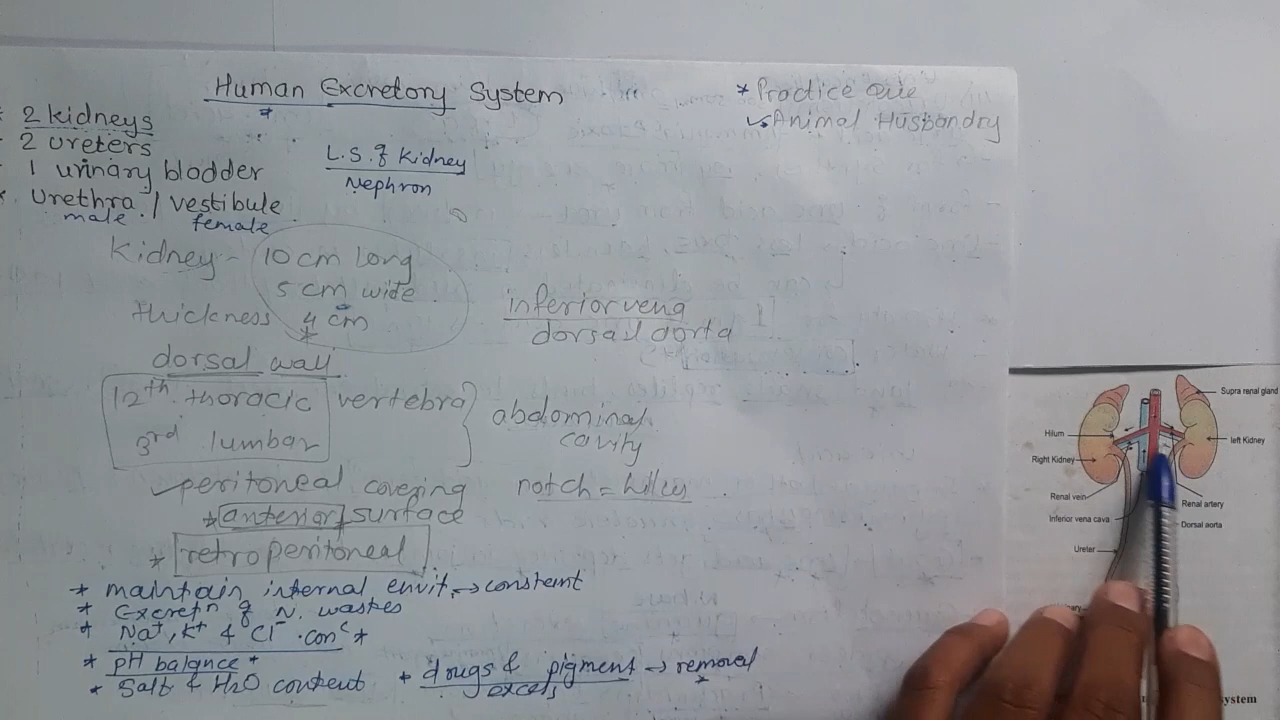 Human Excretory System
* Practice Que
Animal Husbandry
* 2 kidneys
- 2 ureters
- 1 urinary bladder
* Urethra / vestibule
male female
L.S. of Kidney
Nephron
Kidney - 10 cm long
5 cm wide
thickness 4 cm
*
inferior vena
dorsal aorta
dorsal wall
12th thoracic vertebra
3rd lumbar
abdominal
cavity
peritoneal covering
* anterior surface
notch = hilus
* retroperitoneal
* maintain internal envit → constant
* Excretn of N. wastes
* Na+, K+ & Cl- conc *
* pH balance *
* Salt & H2O content
* drugs & pigment → removal
excess
Supra renal gland
Hilum
left Kidney
Right Kidney
Renal vein
Renal artery
Inferior vena cava
Dorsal aorta
Ureter
system